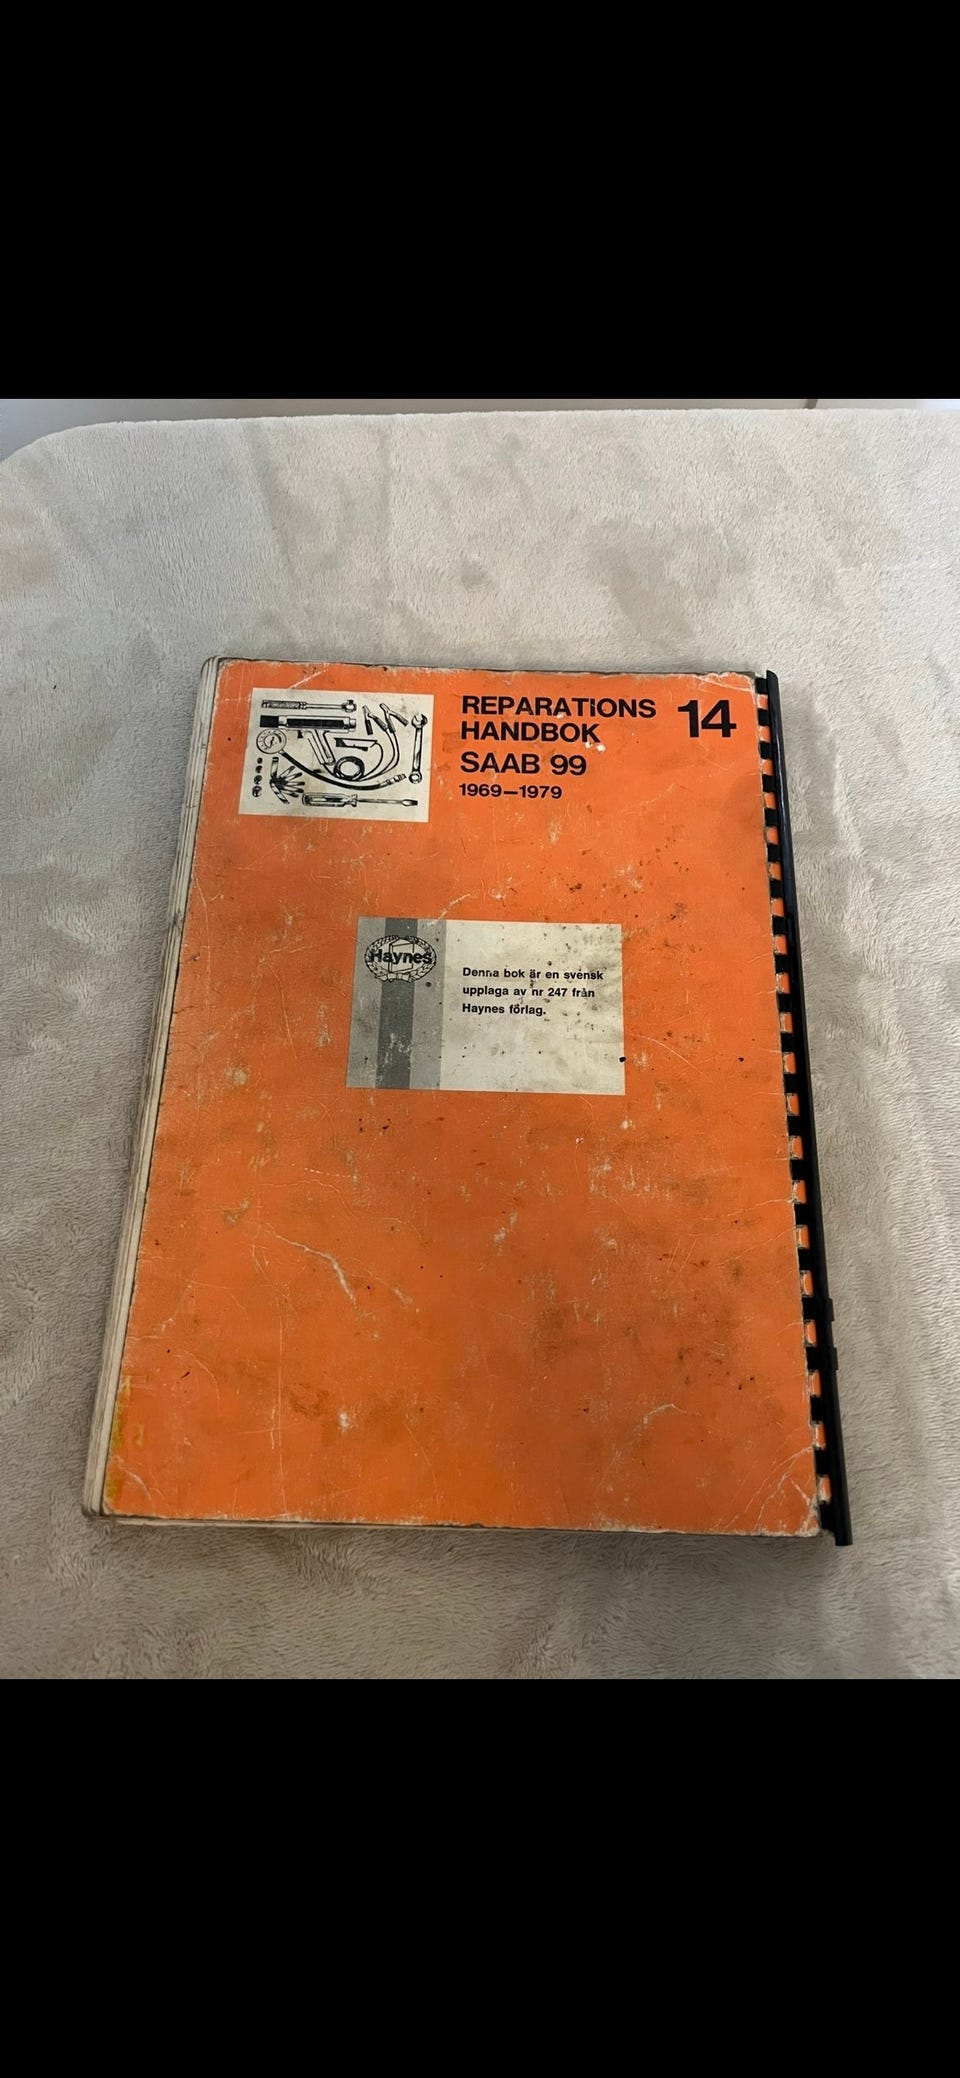 REPARATIONS 14
HANDBOK
SAAB 99
1969—1979
Haynes
Denna bok är en svensk
upplaga av nr 247 från
Haynes förlag.